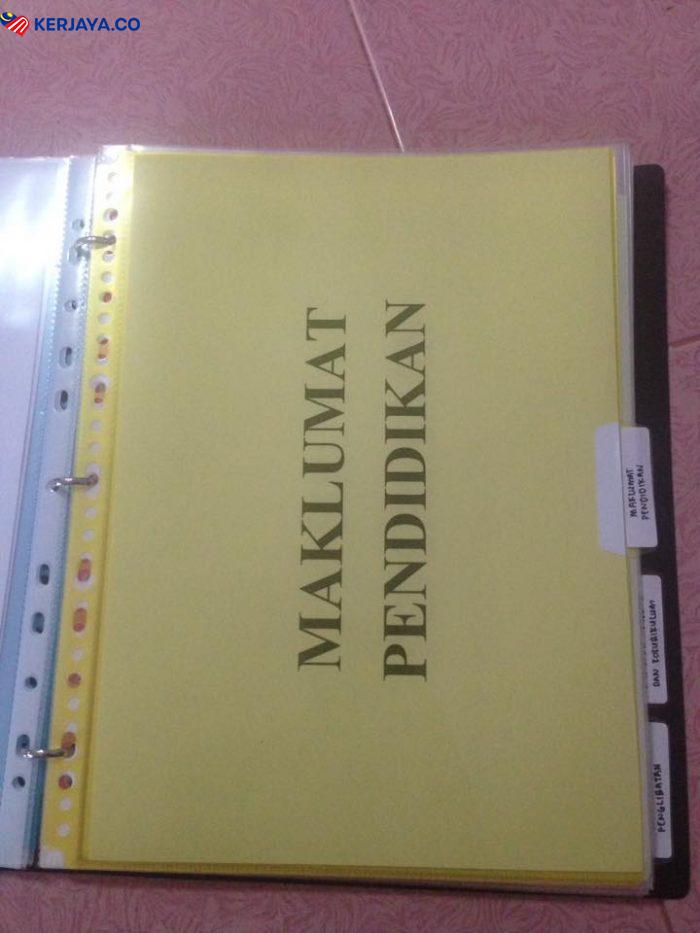 KERJAYA.CO
MAKLUMAT
PENDIDIKAN
MAKLUMAT
PENDIDIKAN
DAN KOKURIKULUM
PENGLIBATAN